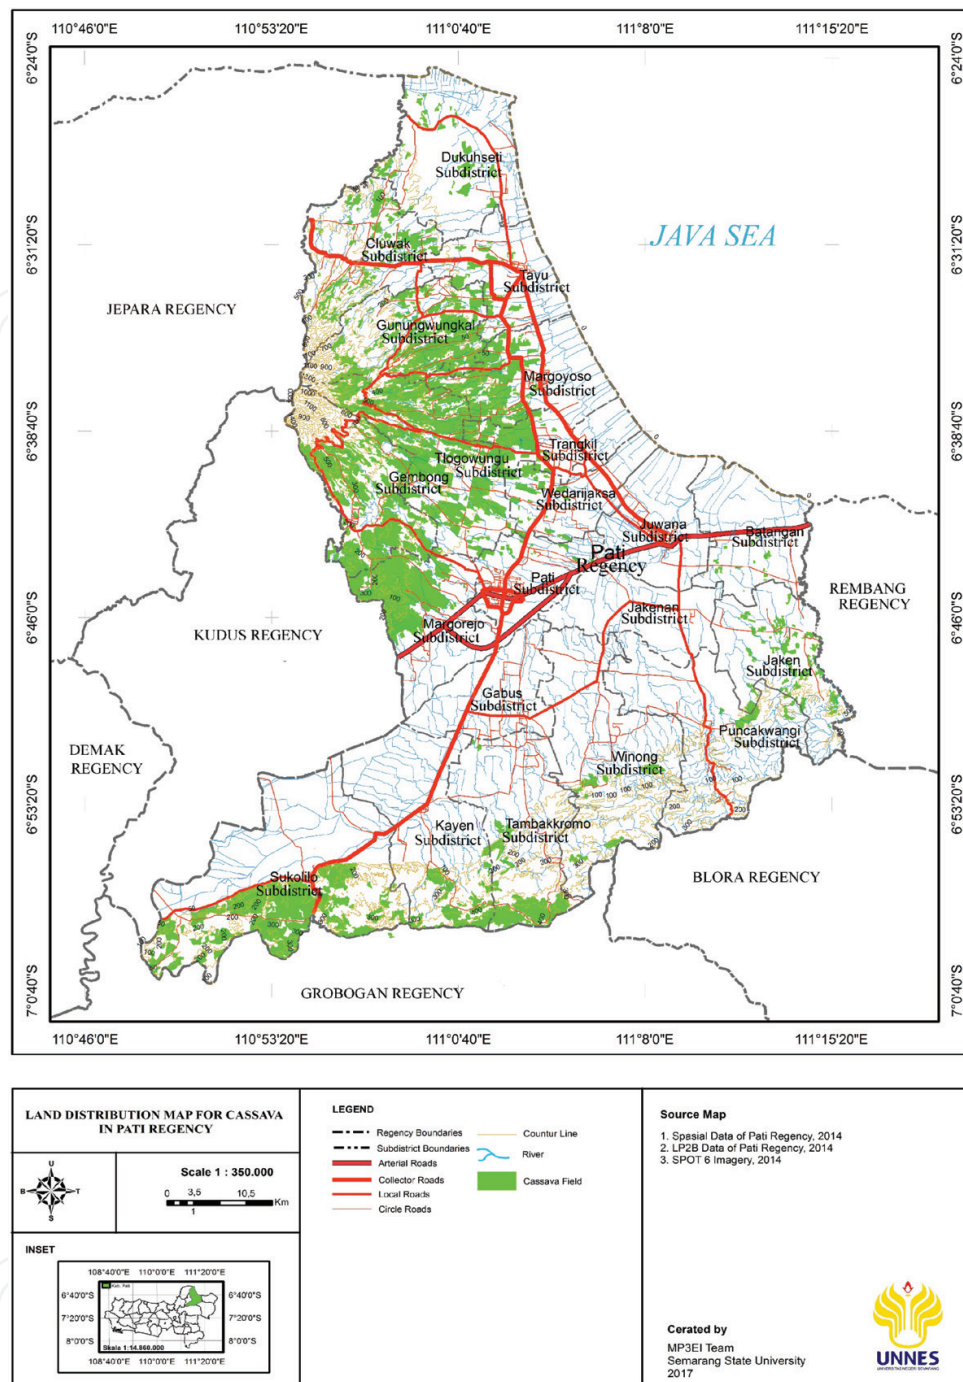 110°46'0"E 110°53'20"E 111°0'40"E 111°8'0"E 111°15'20"E
6°24'0"S
6°24'0"S
Dukuhseti
Subdistrict
6°31'20"S
JAVA SEA
6°31'20"S
Cluwak
Subdistrict
Tayu
Subdistrict
JEPARA REGENCY
Gunungwungkal
Subdistrict
Margoyoso
Subdistrict
6°38'40"S
6°38'40"S
Trangkil
Subdistrict
Tlogowungu
Subdistrict
Gembong
Subdistrict
Wedarijaksa
Subdistrict
Juwana
Subdistrict
Batangan
Subdistrict
Pati
Regency
Pati
Subdistrict
REMBANG
REGENCY
Jakenan
Subdistrict
6°46'0"S
6°46'0"S
KUDUS REGENCY
Margorejo
Subdistrict
Jaken
Subdistrict
Gabus
Subdistrict
Puncakwangi
Subdistrict
DEMAK
REGENCY
Winong
Subdistrict
6°53'20"S
6°53'20"S
Kayen
Subdistrict
Tambakkromo
Subdistrict
Sukolilo
Subdistrict
BLORA REGENCY
7°0'40"S
7°0'40"S
GROBOGAN REGENCY
110°46'0"E 110°53'20"E 111°0'40"E 111°8'0"E 111°15'20"E
LAND DISTRIBUTION MAP FOR CASSAVA
IN PATI REGENCY
U
B T
S
Scale 1 : 350.000
0 3,5 10,5
Km
1
INSET
108°40'0"E 110°0'0"E 111°20'0"E
Kab. Pati
6°40'0"S 6°40'0"S
7°20'0"S 7°20'0"S
8°0'0"S 8°0'0"S
Skala 1:14.860.000
108°40'0"E 110°0'0"E 111°20'0"E
LEGEND
Regency Boundaries
Subdistrict Boundaries
Arterial Roads
Collector Roads
Local Roads
Circle Roads
Countur Line
River
Cassava Field
Source Map
1. Spasial Data of Pati Regency, 2014
2. LP2B Data of Pati Regency, 2014
3. SPOT 6 Imagery, 2014
Cerated by
MP3EI Team
Semarang State University
2017
UNNES
UNIVERSITAS NEGERI SEMARANG